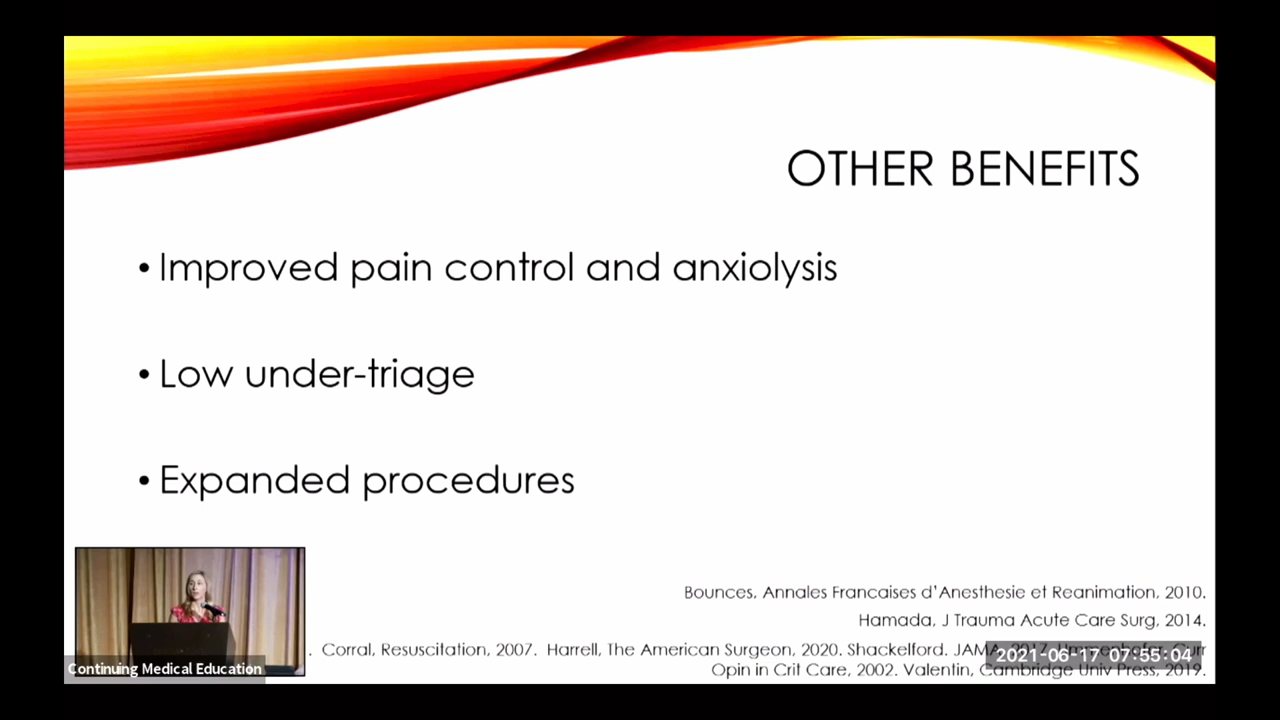 OTHER BENEFITS
• Improved pain control and anxiolysis
• Low under-triage
• Expanded procedures
Bounces, Annales Francaises d'Anesthesie et Reanimation, 2010.
Hamada, J Trauma Acute Care Surg, 2014.
. Corral, Resuscitation, 2007. Harrell, The American Surgeon, 2020. Shackelford. JAMA, 2017.
Opin in Crit Care, 2002. Valentin, Cambridge Univ Press, 2019.
2021-06-17 07:55:04
Continuing Medical Education